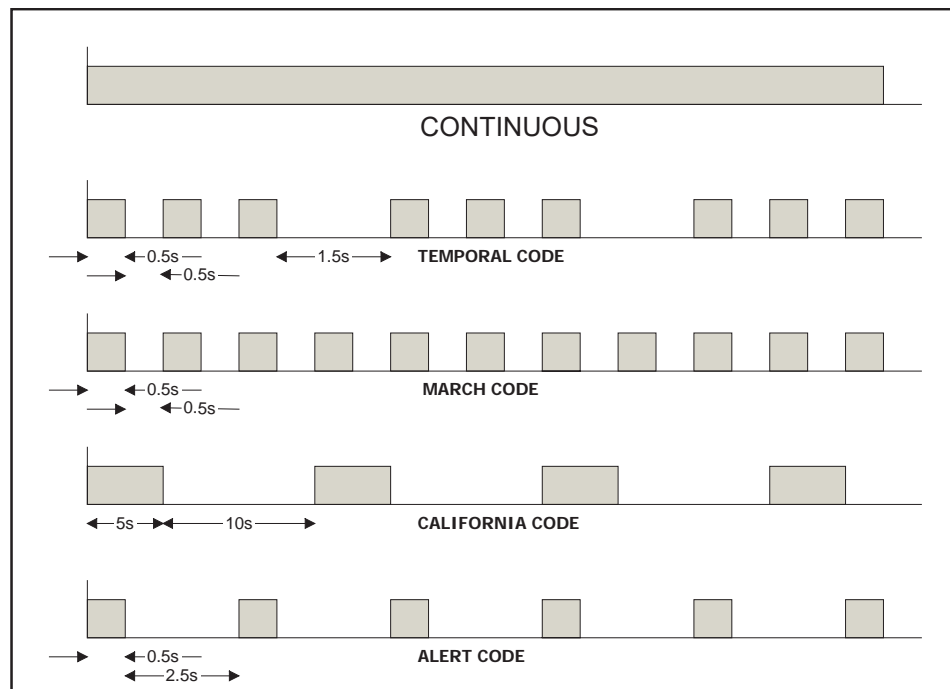 CONTINUOUS
0.5s
1.5s
TEMPORAL CODE
0.5s
0.5s
MARCH CODE
0.5s
5s
10s
CALIFORNIA CODE
0.5s
ALERT CODE
2.5s